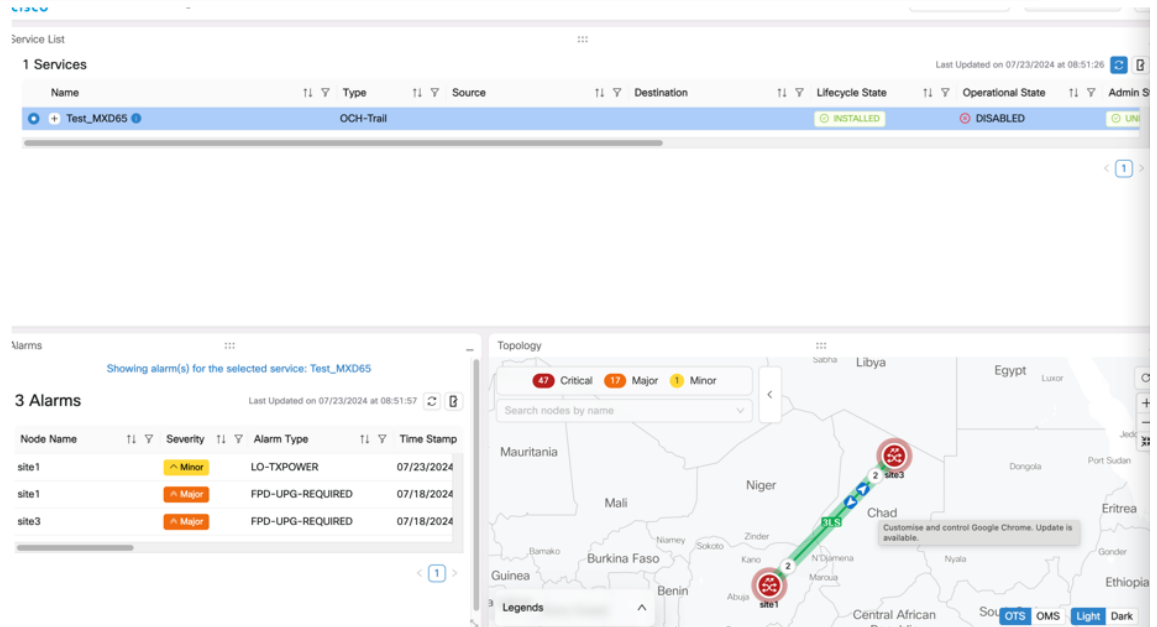 Service List
1 Services
Last Updated on 07/23/2024 at 08:51:26
Name Type Source Destination Lifecycle State Operational State Admin
Test_MXD65 OCH-Trail INSTALLED DISABLED
1
Alarms
Showing alarm(s) for the selected service: Test_MXD65
3 Alarms
Last Updated on 07/23/2024 at 08:51:57
Node Name Severity Alarm Type Time Stamp
site1 Minor LO-TXPOWER 07/23/2024
site1 Major FPD-UPG-REQUIRED 07/18/2024
site3 Major FPD-UPG-REQUIRED 07/18/2024
1
Topology
47 Critical 17 Major 1 Minor
Search nodes by name
Sabha
Libya
Egypt
Luxor
Mauritania
Mali
Niger
Chad
Dongola
Port Sudan
Eritrea
2
site3
3LS
Customise and control Google Chrome. Update is
available.
Zinder
Niamey
Sokoto
Kano
N'Djamena
Maroua
Nyala
Gonder
Bamako
Burkina Faso
Guinea
Benin
Abuja
2
site1
Ethiopia
Central African
Legends
OTS OMS Light Dark